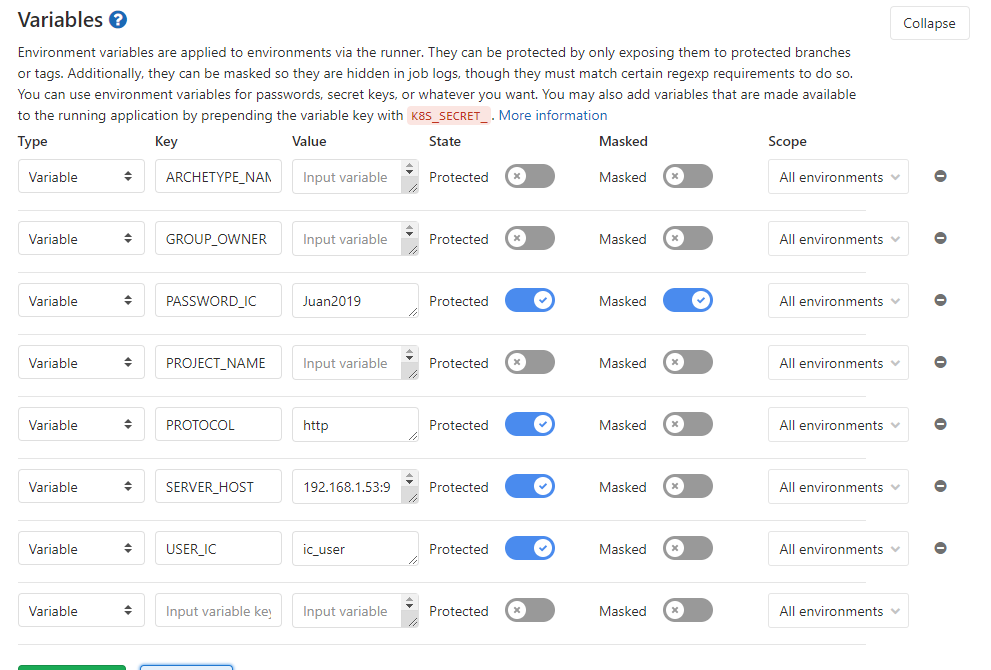 Variables ?
Collapse
Environment variables are applied to environments via the runner. They can be protected by only exposing them to protected branches
or tags. Additionally, they can be masked so they are hidden in job logs, though they must match certain regexp requirements to do so.
You can use environment variables for passwords, secret keys, or whatever you want. You may also add variables that are made available
to the running application by prepending the variable key with K8S_SECRET_. More information
Type Key Value State Masked Scope
Variable ARCHETYPE_NAM Input variable Protected Masked All environments
Variable GROUP_OWNER Input variable Protected Masked All environments
Variable PASSWORD_IC Juan2019 Protected Masked All environments
Variable PROJECT_NAME Input variable Protected Masked All environments
Variable PROTOCOL http Protected Masked All environments
Variable SERVER_HOST 192.168.1.53:9 Protected Masked All environments
Variable USER_IC ic_user Protected Masked All environments
Variable Input variable key Input variable Protected Masked All environments